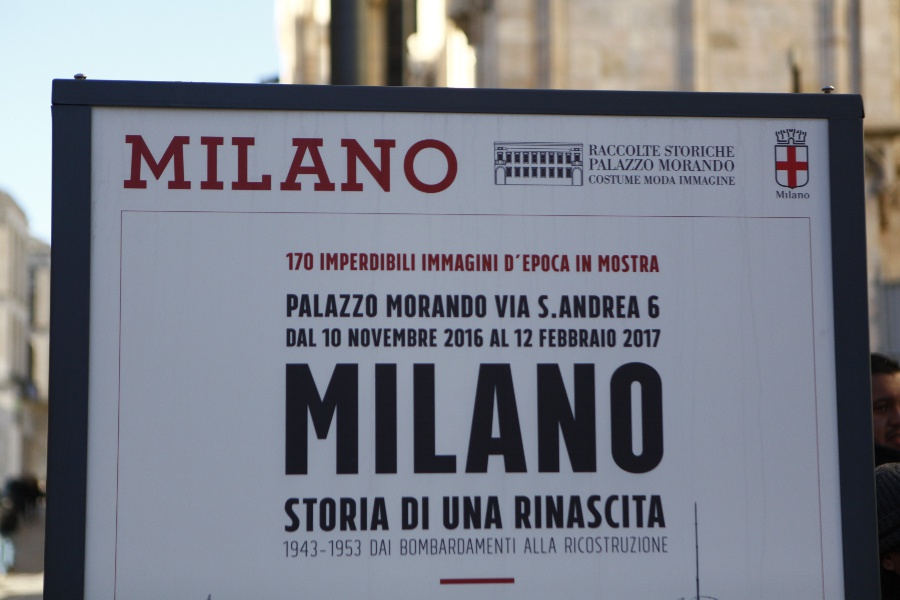 MILANO
RACCOLTE STORICHE
PALAZZO MORANDO
COSTUME MODA IMMAGINE
Milano
170 IMPERDIBILI IMMAGINI D'EPOCA IN MOSTRA
PALAZZO MORANDO VIA S.ANDREA 6
DAL 10 NOVEMBRE 2016 AL 12 FEBBRAIO 2017
MILANO
STORIA DI UNA RINASCITA
1943-1953 DAI BOMBARDAMENTI ALLA RICOSTRUZIONE